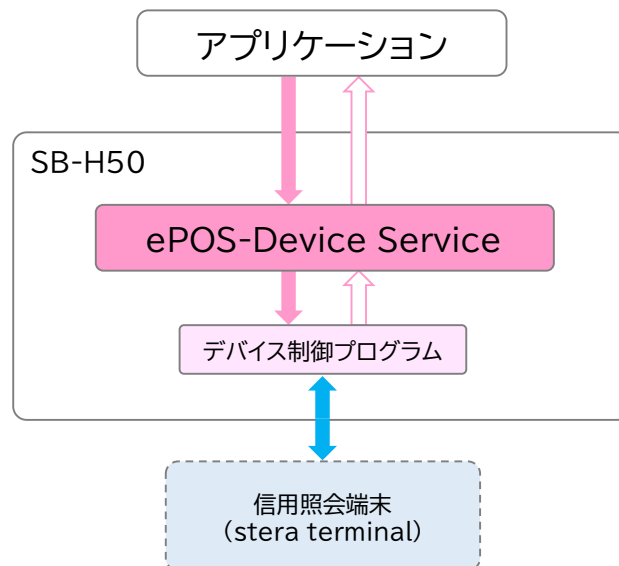 アプリケーション
SB-H50
ePOS-Device Service
デバイス制御プログラム
信用照会端末
(stera terminal)